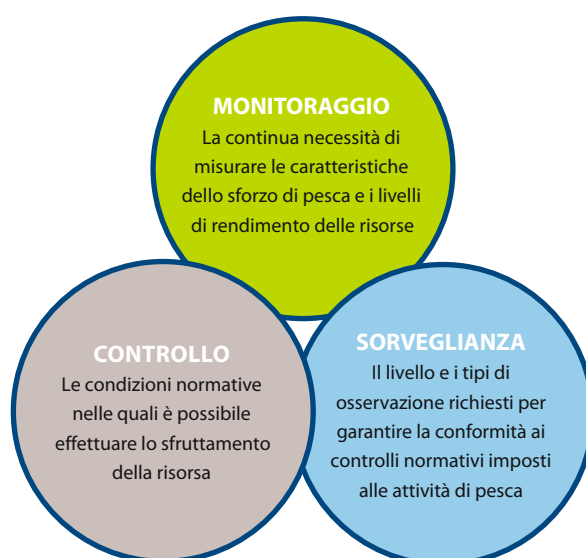 MONITORAGGIO
La continua necessità di
misurare le caratteristiche
dello sforzo di pesca e i livelli
di rendimento delle risorse
CONTROLLO
Le condizioni normative
nelle quali è possibile
effettuare lo sfruttamento
della risorsa
SORVEGLIANZA
Il livello e i tipi di
osservazione richiesti per
garantire la conformità ai
controlli normativi imposti
alle attività di pesca